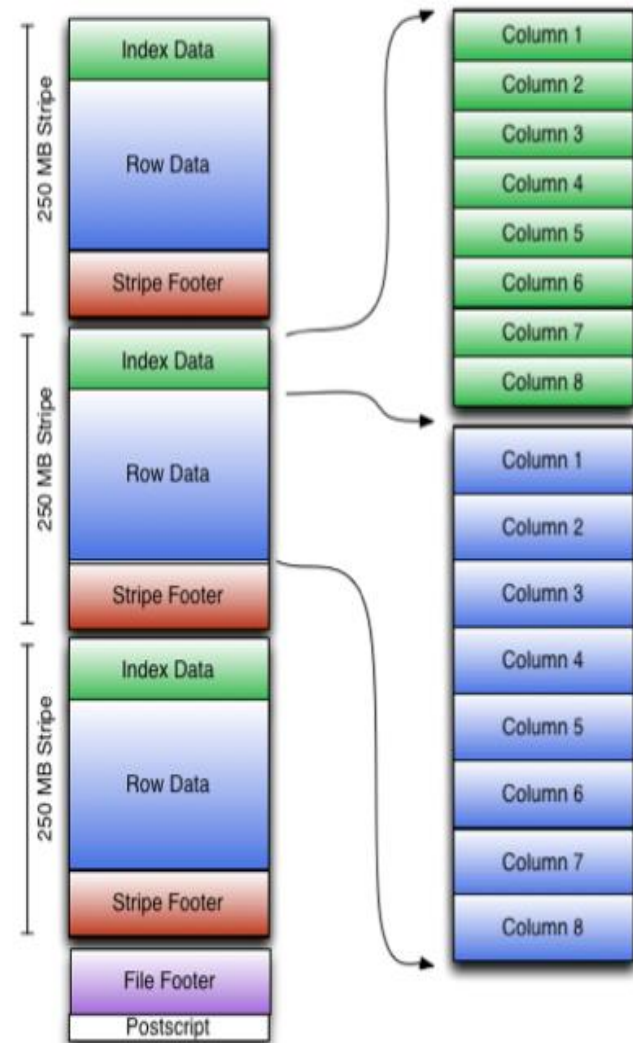 250 MB Stripe
Index Data
Row Data
Stripe Footer
250 MB Stripe
Index Data
Row Data
Stripe Footer
250 MB Stripe
Index Data
Row Data
Stripe Footer
File Footer
Postscript
Column 1
Column 2
Column 3
Column 4
Column 5
Column 6
Column 7
Column 8
Column 1
Column 2
Column 3
Column 4
Column 5
Column 6
Column 7
Column 8